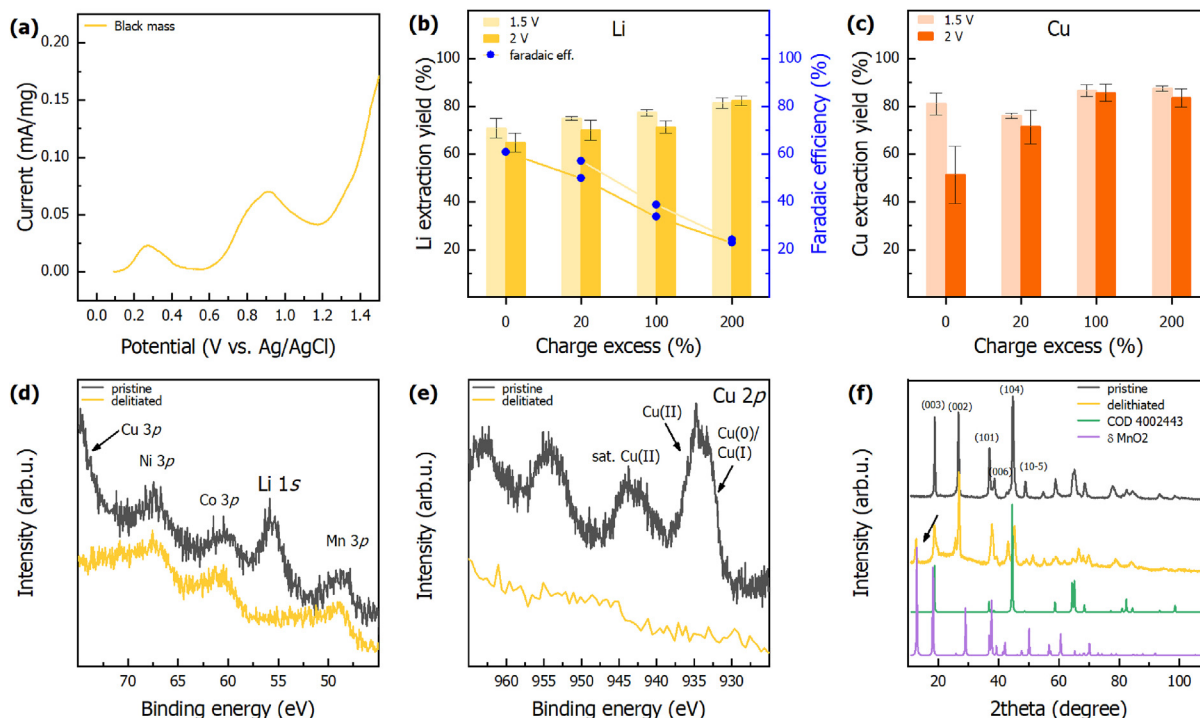 (a)
Black mass
0.20
0.15
0.10
0.05
0.00
Current (mA/mg)
0.0 0.2 0.4 0.6 0.8 1.0 1.2 1.4
Potential (V vs. Ag/AgCl)
(b)
Li
1.5 V
2 V
faradaic eff.
100
80
60
40
20
Li extraction yield (%)
100
80
60
40
20
Faradaic efficiency (%)
0 20 100 200
Charge excess (%)
(c)
Cu
1.5 V
2 V
100
80
60
40
20
Cu extraction yield (%)
0 20 100 200
Charge excess (%)
(d)
pristine
delitiated
Cu 3p
Ni 3p
Co 3p
Li 1s
Mn 3p
Intensity (arb.u.)
70 65 60 55 50
Binding energy (eV)
(e)
pristine
delitiated
Cu 2p
Cu(II)
Cu(0)/
Cu(I)
sat. Cu(II)
Intensity (arb.u.)
960 955 950 945 940 935 930
Binding energy (eV)
(f)
pristine
delithiated
COD 4002443
δ MnO2
(003)
(002)
(101)
(006)
(104)
(10-5)
Intensity (arb.u.)
20 40 60 80 100
2theta (degree)